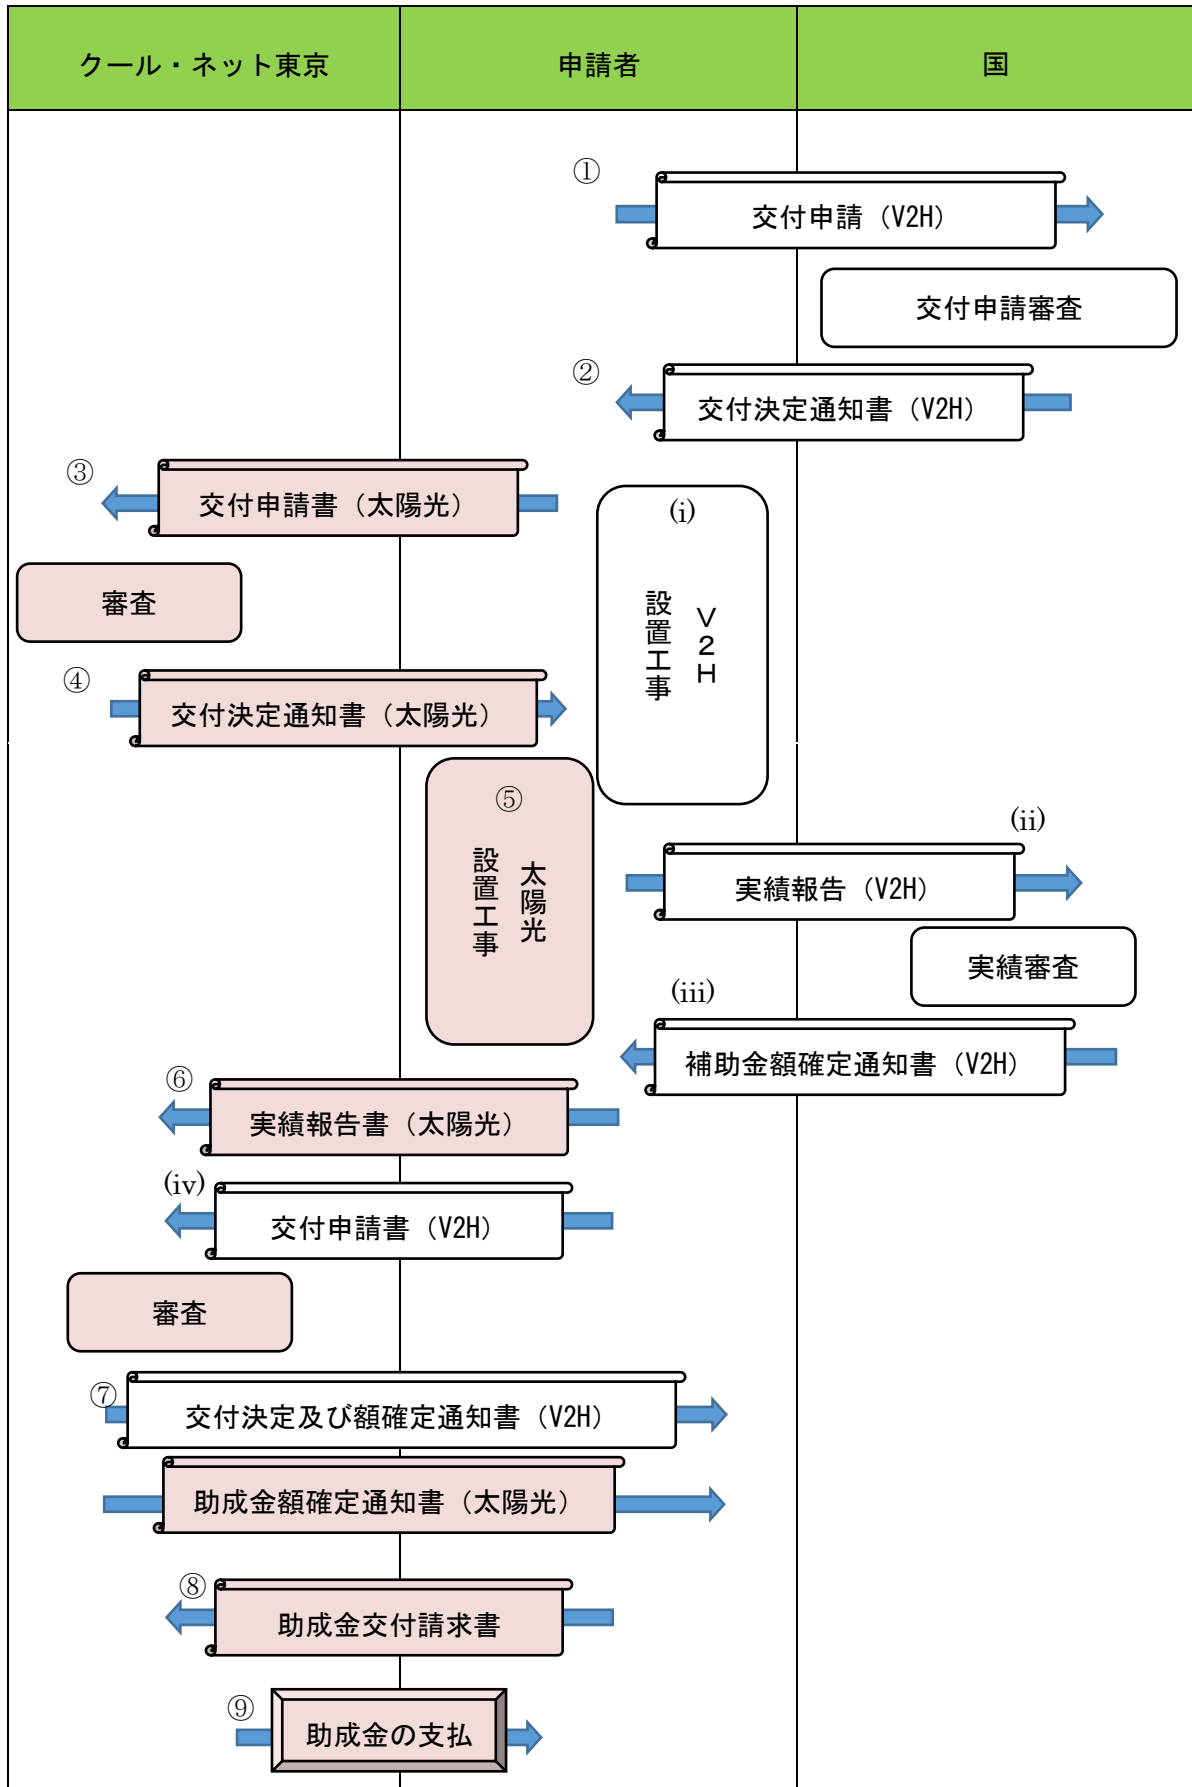 クール・ネット東京
申請者
国
①
交付申請（V2H）
交付申請審査
②
交付決定通知書（V2H）
③
交付申請書（太陽光）
(i)
V2H
設置工事
審査
④
交付決定通知書（太陽光）
⑤
太陽光
設置工事
(ii)
実績報告（V2H）
実績審査
(iii)
補助金額確定通知書（V2H）
⑥
実績報告書（太陽光）
(iv)
交付申請書（V2H）
審査
⑦
交付決定及び額確定通知書（V2H）
助成金額確定通知書（太陽光）
⑧
助成金交付請求書
⑨
助成金の支払